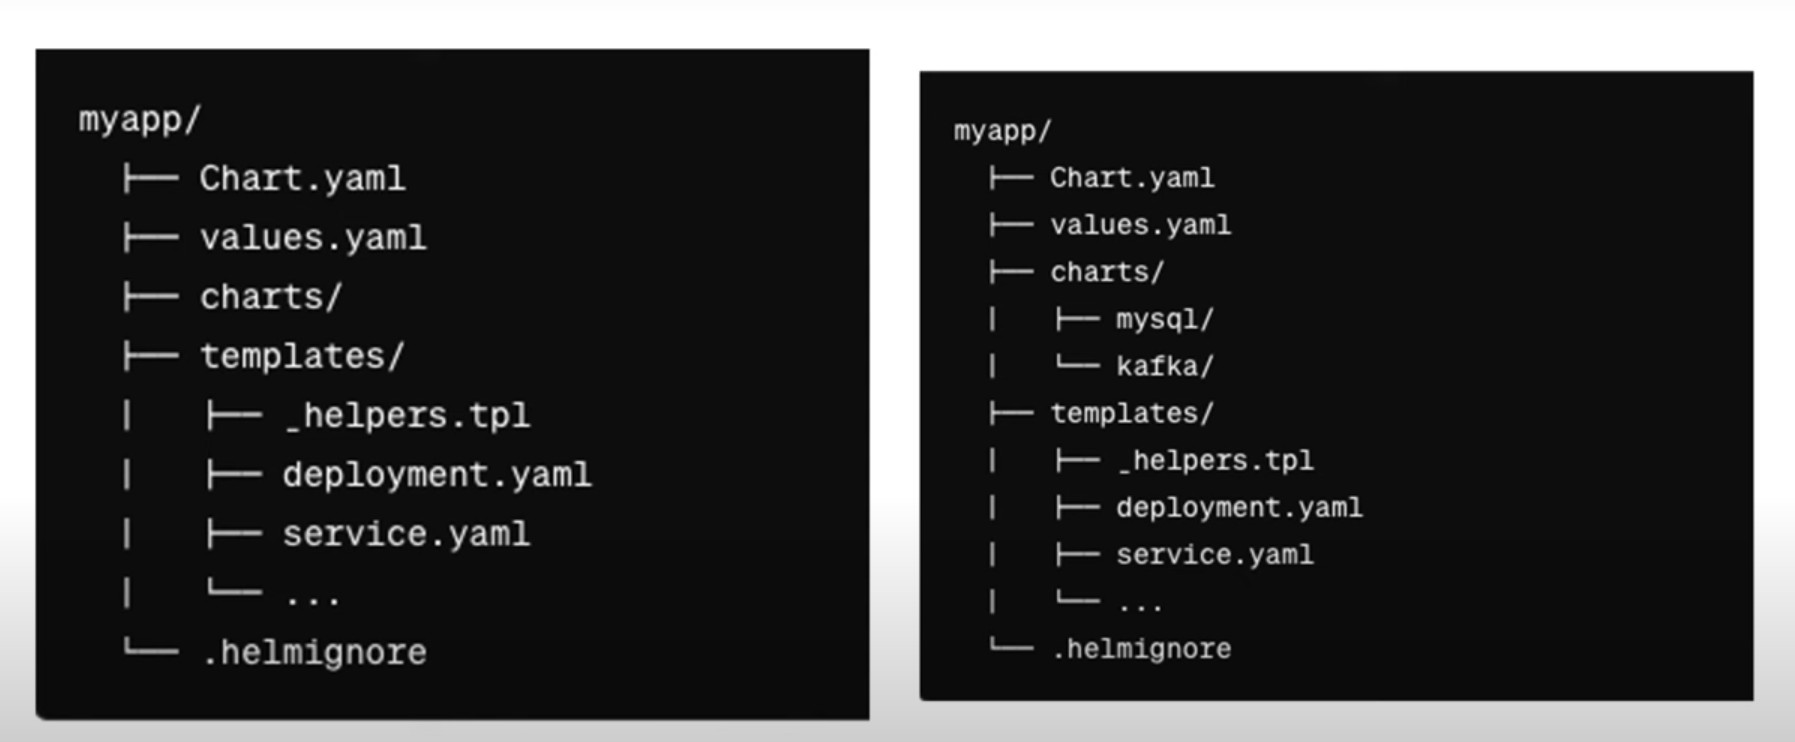 myapp/
├── Chart.yaml
├── values.yaml
├── charts/
├── templates/
│   ├── _helpers.tpl
│   ├── deployment.yaml
│   ├── service.yaml
│   └── ...
└── .helmignore
myapp/
├── Chart.yaml
├── values.yaml
├── charts/
│   ├── mysql/
│   └── kafka/
├── templates/
│   ├── _helpers.tpl
│   ├── deployment.yaml
│   ├── service.yaml
│   └── ...
└── .helmignore